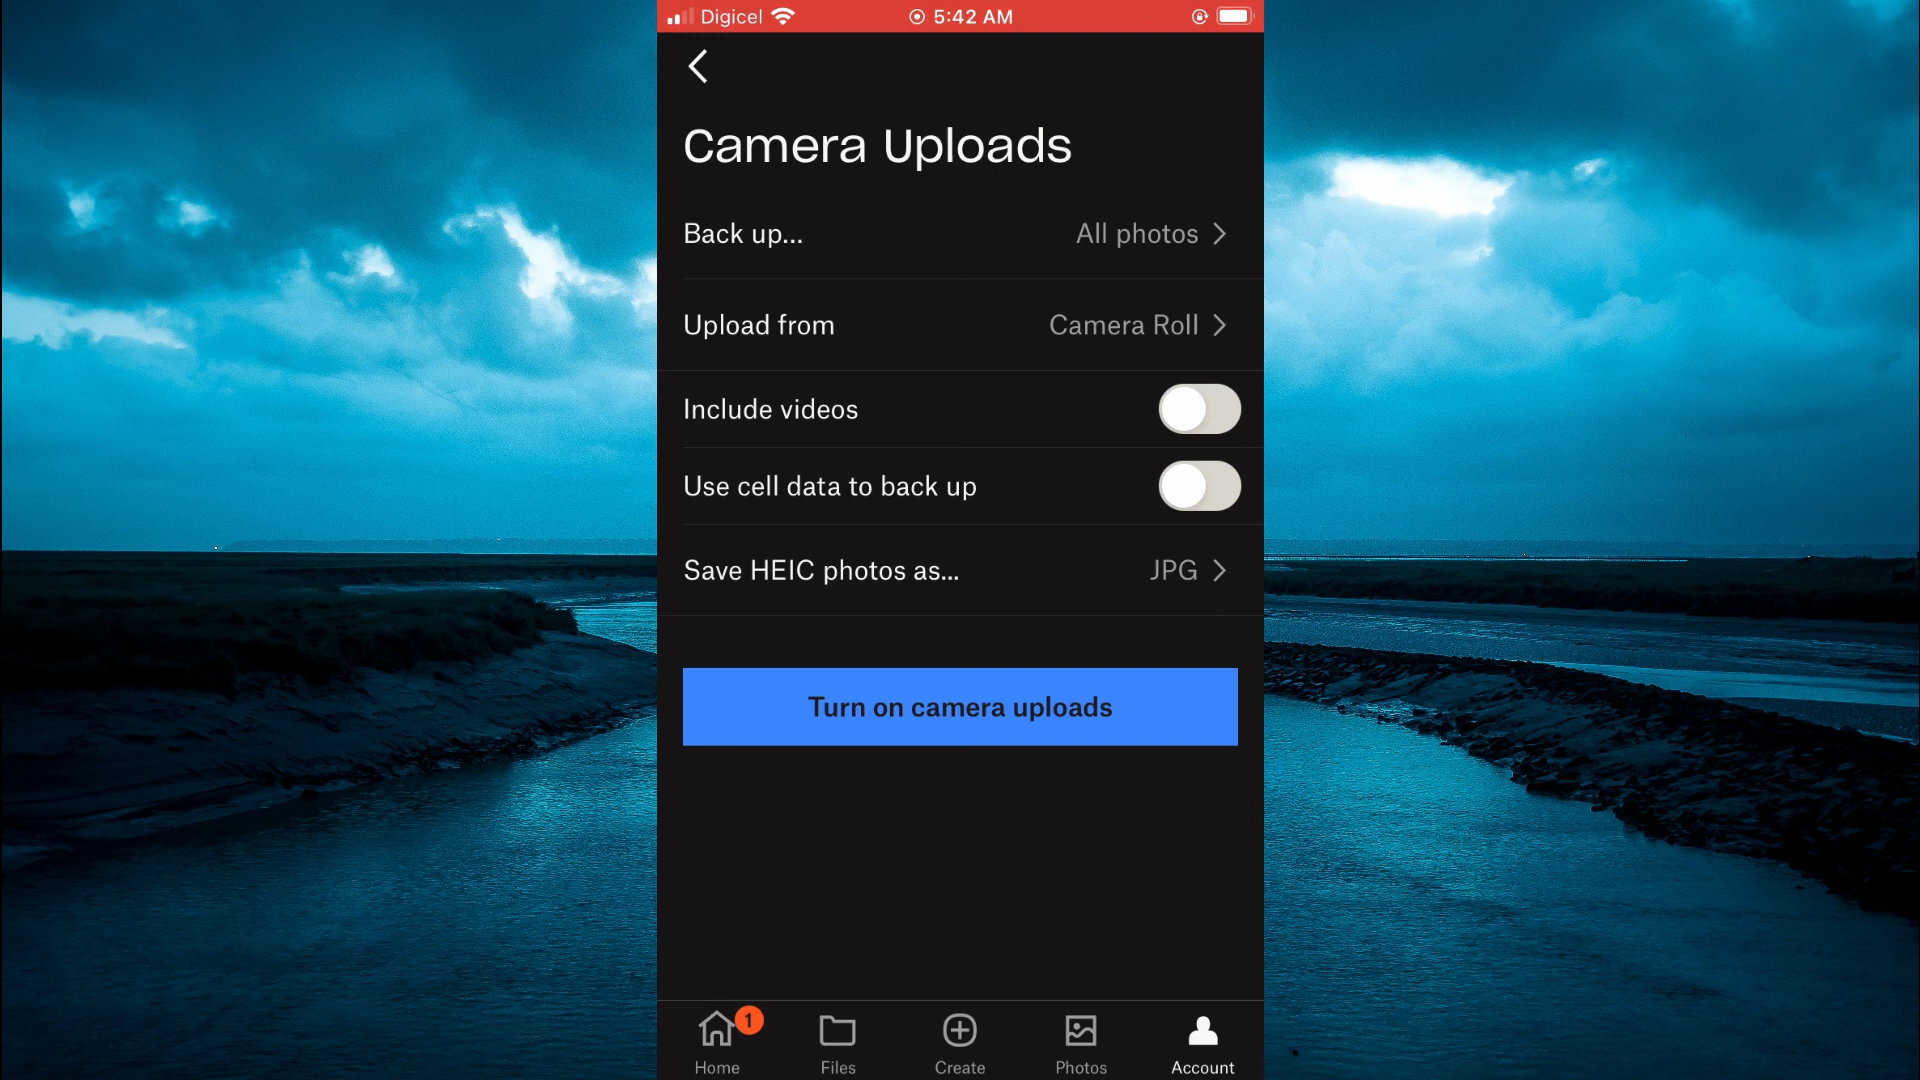 Digicel 5:42 AM
Camera Uploads
Back up... All photos
Upload from Camera Roll
Include videos
Use cell data to back up
Save HEIC photos as... JPG
Turn on camera uploads
1
Home Files Create Photos Account